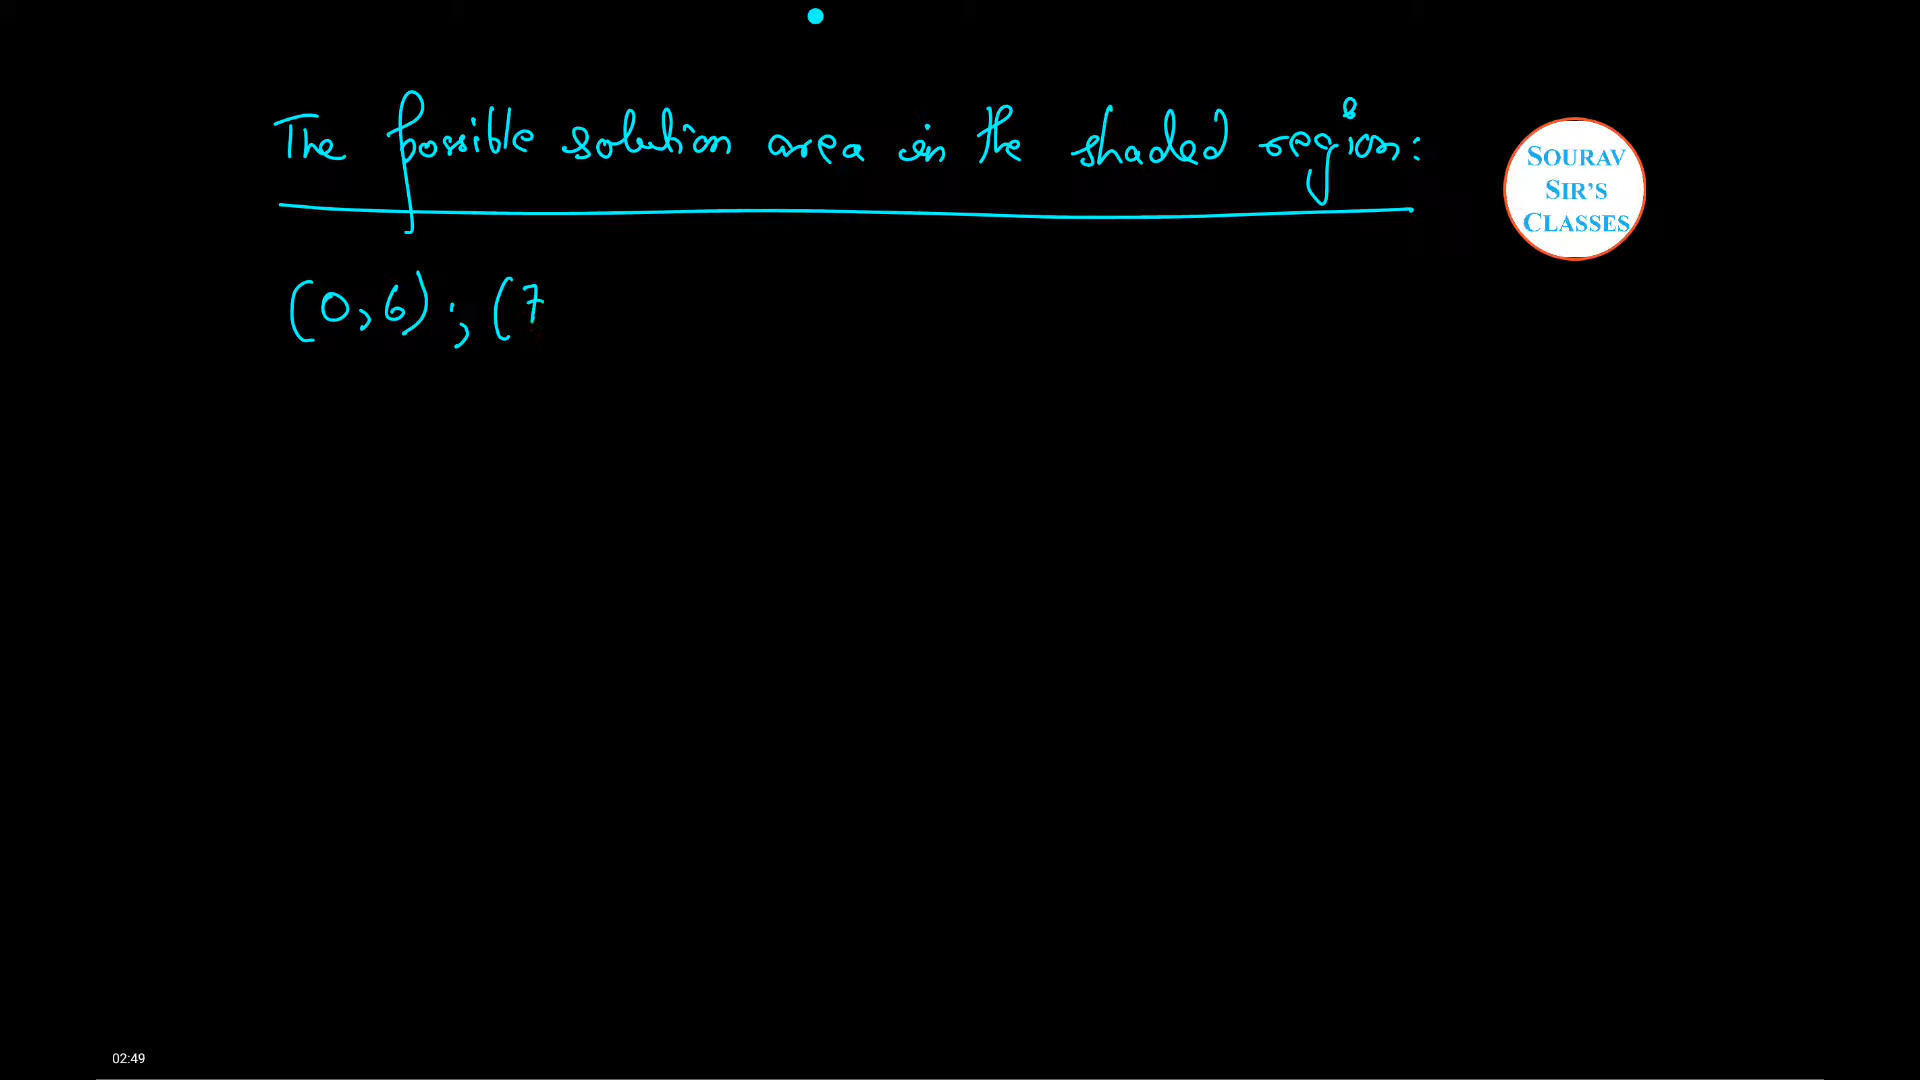 The possible solution area in the shaded region:
(0,6); (7
SOURAV
SIR'S
CLASSES
02:49